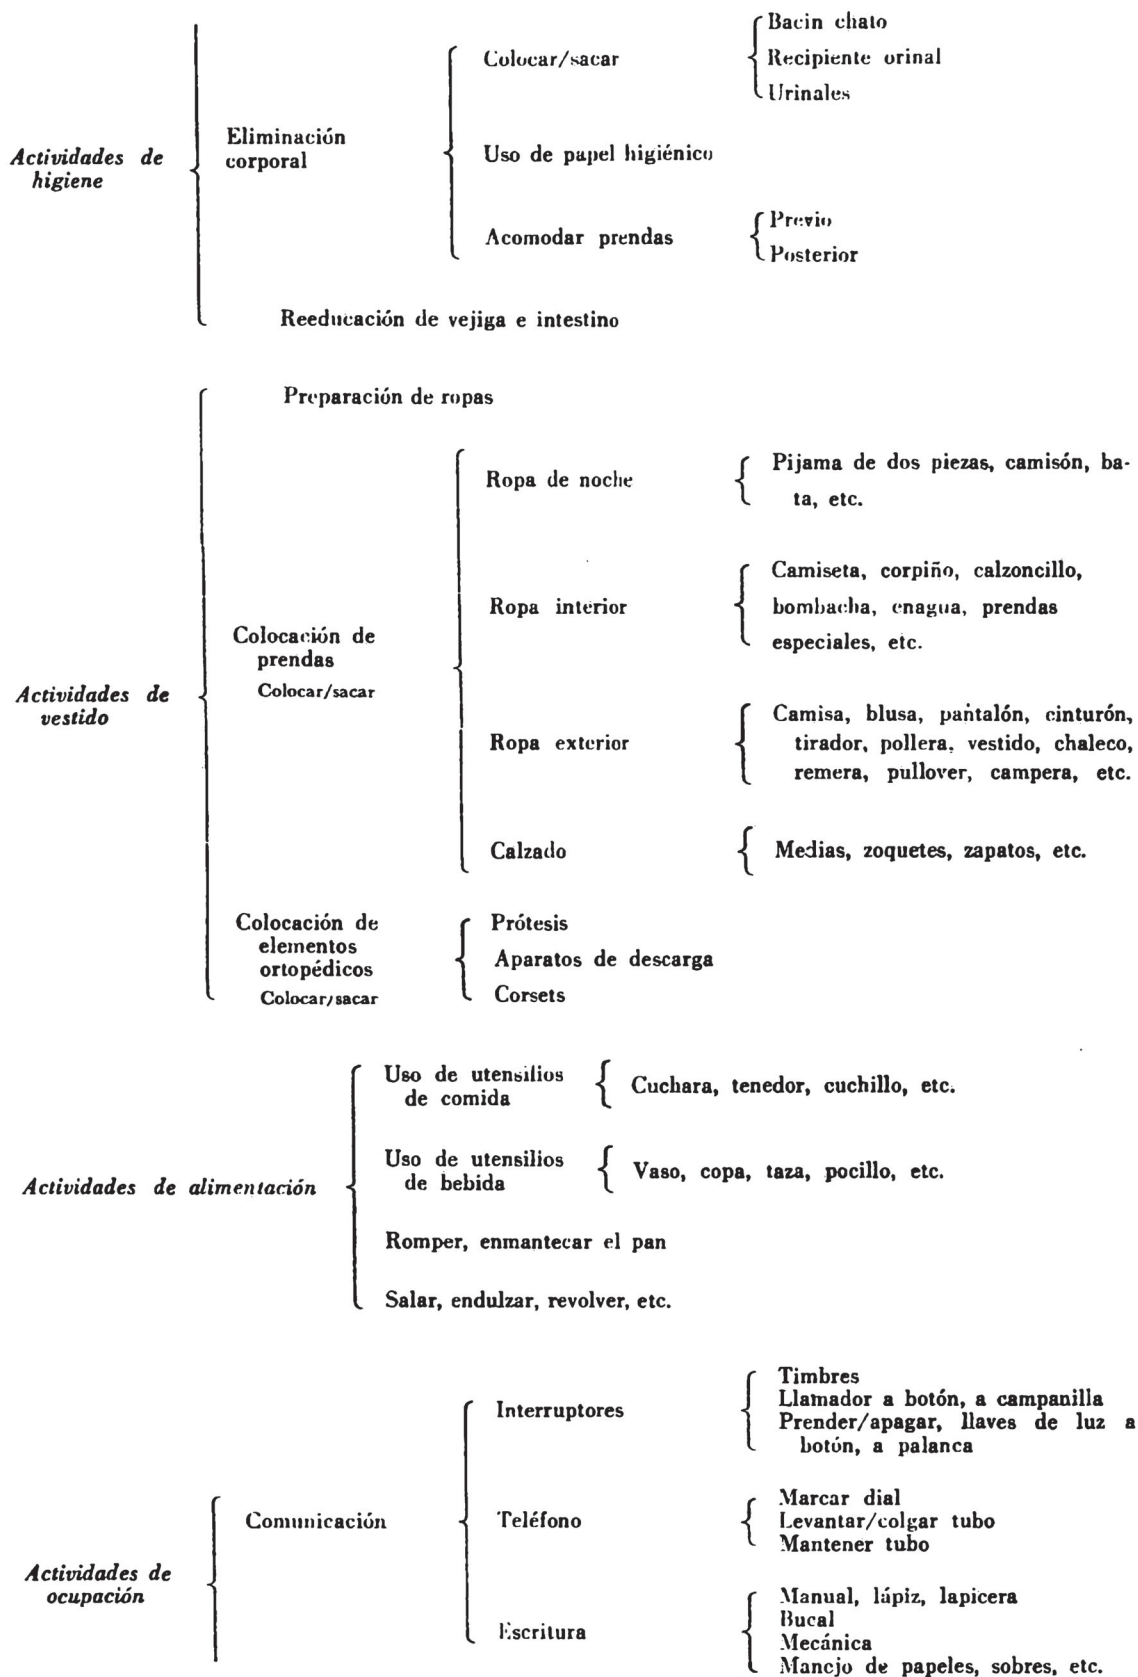 Actividades de
higiene
Eliminación
corporal
Colocar/sacar
Bacin chato
Recipiente orinal
Urinales
Uso de papel higiénico
Acomodar prendas
Previo
Posterior
Reeducación de vejiga e intestino
Actividades de
vestido
Preparación de ropas
Colocación de
prendas
Colocar/sacar
Ropa de noche
Pijama de dos piezas, camisón, ba-
ta, etc.
Ropa interior
Camiseta, corpiño, calzoncillo,
bombacha, enagua, prendas
especiales, etc.
Ropa exterior
Camisa, blusa, pantalón, cinturón,
tirador, pollera, vestido, chaleco,
remera, pullover, campera, etc.
Calzado
Medias, zoquetes, zapatos, etc.
Colocación de
elementos
ortopédicos
Colocar/sacar
Prótesis
Aparatos de descarga
Corsets
Actividades de alimentación
Uso de utensilios
de comida
Cuchara, tenedor, cuchillo, etc.
Uso de utensilios
de bebida
Vaso, copa, taza, pocillo, etc.
Romper, enmantecar el pan
Salar, endulzar, revolver, etc.
Actividades de
ocupación
Comunicación
Interruptores
Timbres
Llamador a botón, a campanilla
Prender/apagar, llaves de luz a
botón, a palanca
Teléfono
Marcar dial
Levantar/colgar tubo
Mantener tubo
Escritura
Manual, lápiz, lapicera
Bucal
Mecánica
Manejo de papeles, sobres, etc.